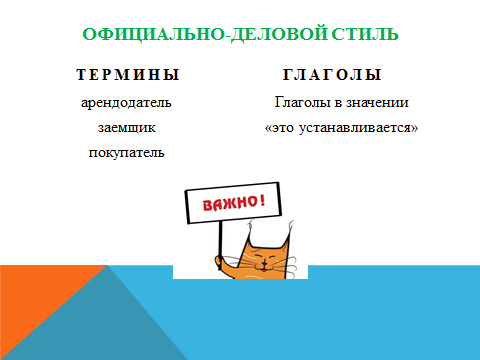 ОФИЦИАЛЬНО-ДЕЛОВОЙ СТИЛЬ
ТЕРМИНЫ
арендодатель
заемщик
покупатель
ГЛАГОЛЫ
Глаголы в значении
«это устанавливается»
ВАЖНО!